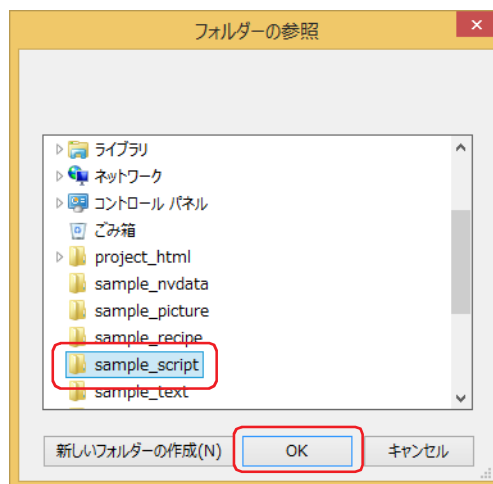 フォルダーの参照
ライブラリ
ネットワーク
コントロール パネル
ごみ箱
project_html
sample_nvdata
sample_picture
sample_recipe
sample_script
sample_text
新しいフォルダーの作成(N)
OK
キャンセル